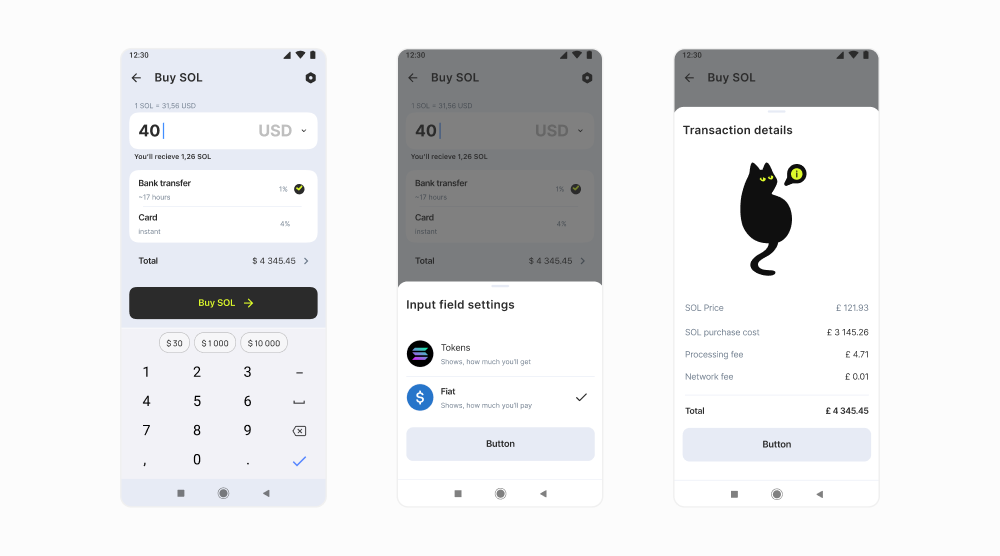 12:30
Buy SOL
1 SOL = 31,56 USD
40 USD
You'll recieve 1,26 SOL
Bank transfer
~17 hours
1%
Card
instant
4%
Total $ 4 345.45
Buy SOL
$ 30 $ 1 000 $ 10 000
1 2 3 –
4 5 6
7 8 9
, 0 .
12:30
Buy SOL
1 SOL = 31,56 USD
40 USD
You'll recieve 1,26 SOL
Bank transfer
~17 hours
1%
Card
instant
4%
Total $ 4 345.45
Input field settings
Tokens
Shows, how much you'll get
$
Fiat
Shows, how much you'll pay
Button
12:30
Buy SOL
Transaction details
i
SOL Price £ 121.93
SOL purchase cost £ 3 145.26
Processing fee £ 4.71
Network fee £ 0.01
Total £ 4 345.45
Button